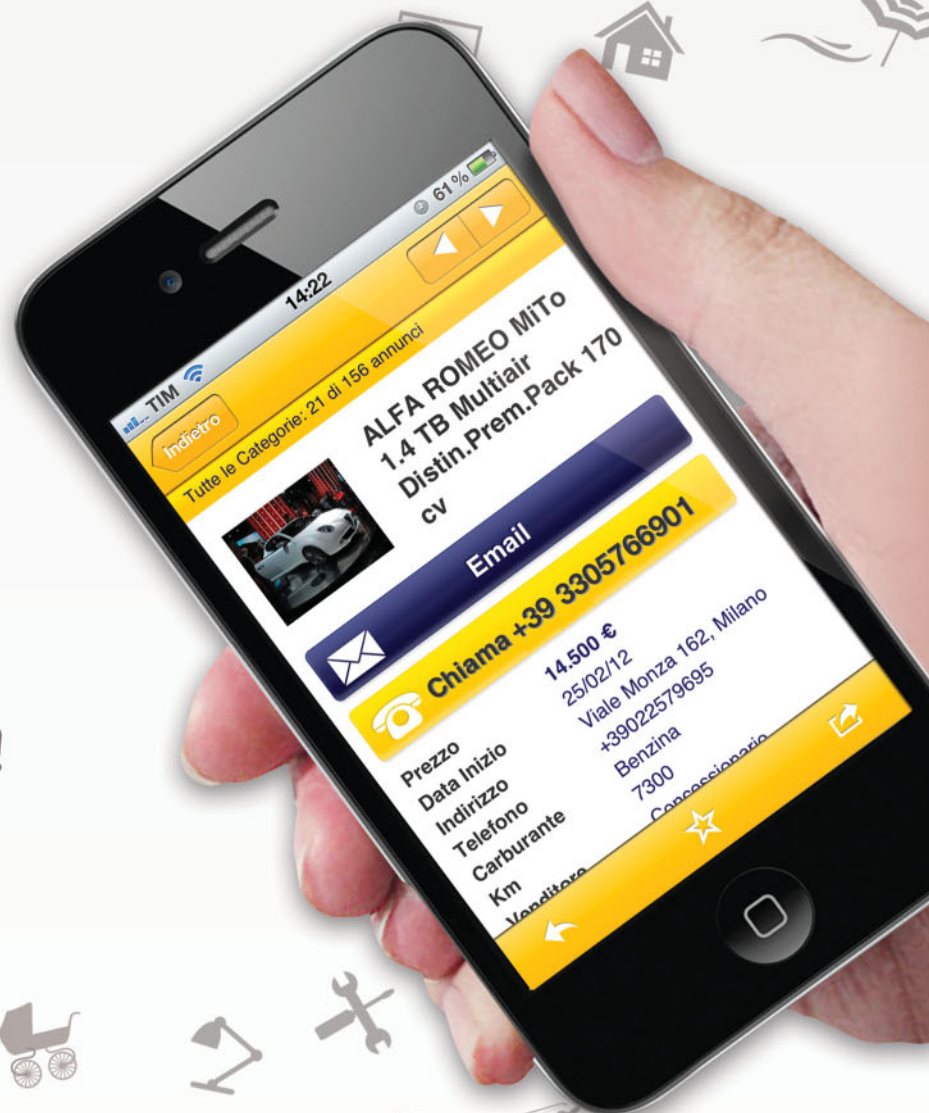 TIM 14:22 61%
Indietro
Tutte le Categorie: 21 di 156 annunci
ALFA ROMEO MiTo
1.4 TB Multiair
Distin.Prem.Pack 170
cv
Email
Chiama +39 3305766901
Prezzo 14.500 €
Data Inizio 25/02/12
Indirizzo Viale Monza 162, Milano
Telefono +39022579695
Carburante Benzina
Km 7300
Venditore Concessionario